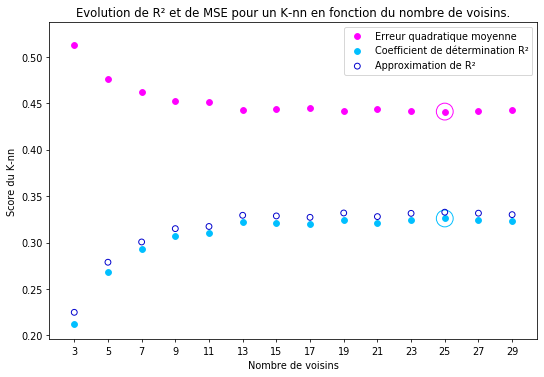 Evolution de R² et de MSE pour un K-nn en fonction du nombre de voisins.
Erreur quadratique moyenne
Coefficient de détermination R²
Approximation de R²
Score du K-nn
0.50
0.45
0.40
0.35
0.30
0.25
0.20
3 5 7 9 11 13 15 17 19 21 23 25 27 29
Nombre de voisins